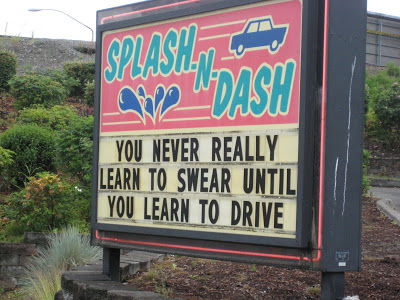 SPLASH-N-DASH
YOU NEVER REALLY
LEARN TO SWEAR UNTIL
YOU LEARN TO DRIVE